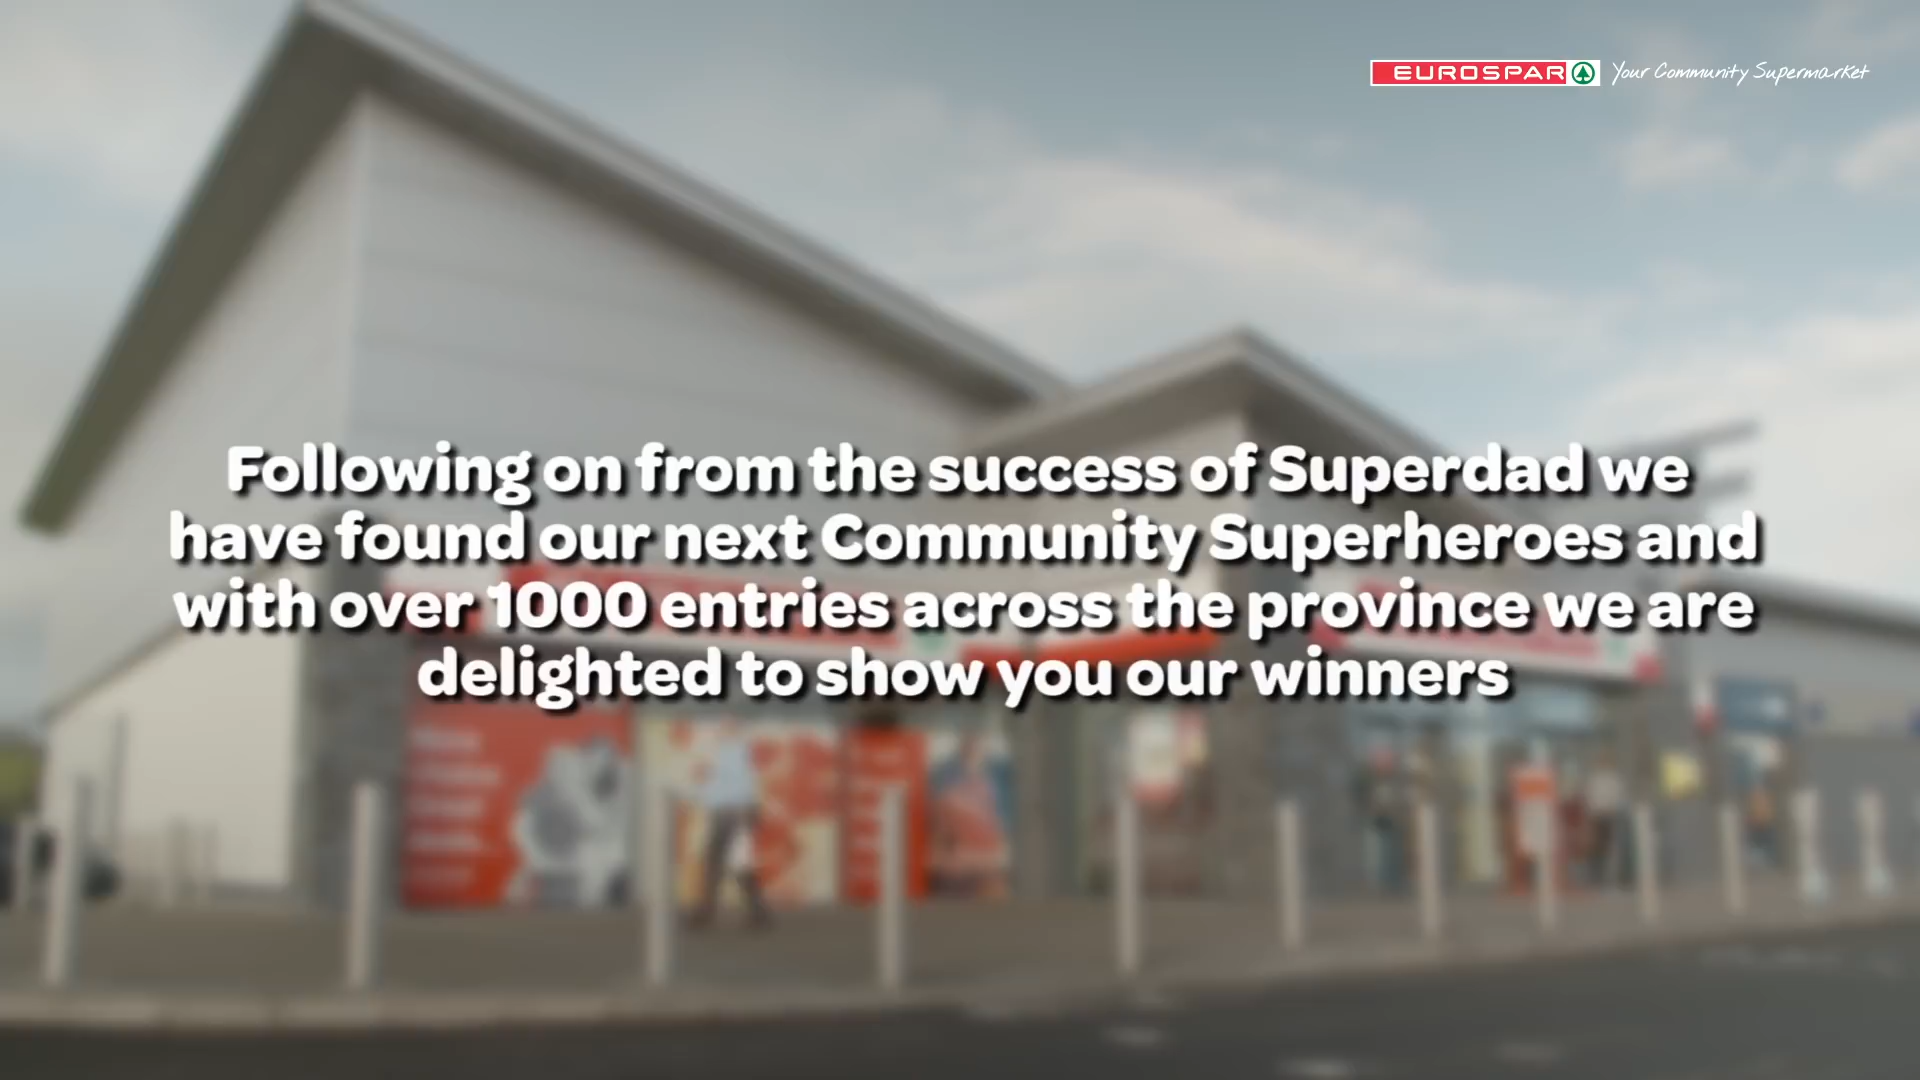 EUROSPAR Your Community Supermarket
Following on from the success of Superdad we
have found our next Community Superheroes and
with over 1000 entries across the province we are
delighted to show you our winners